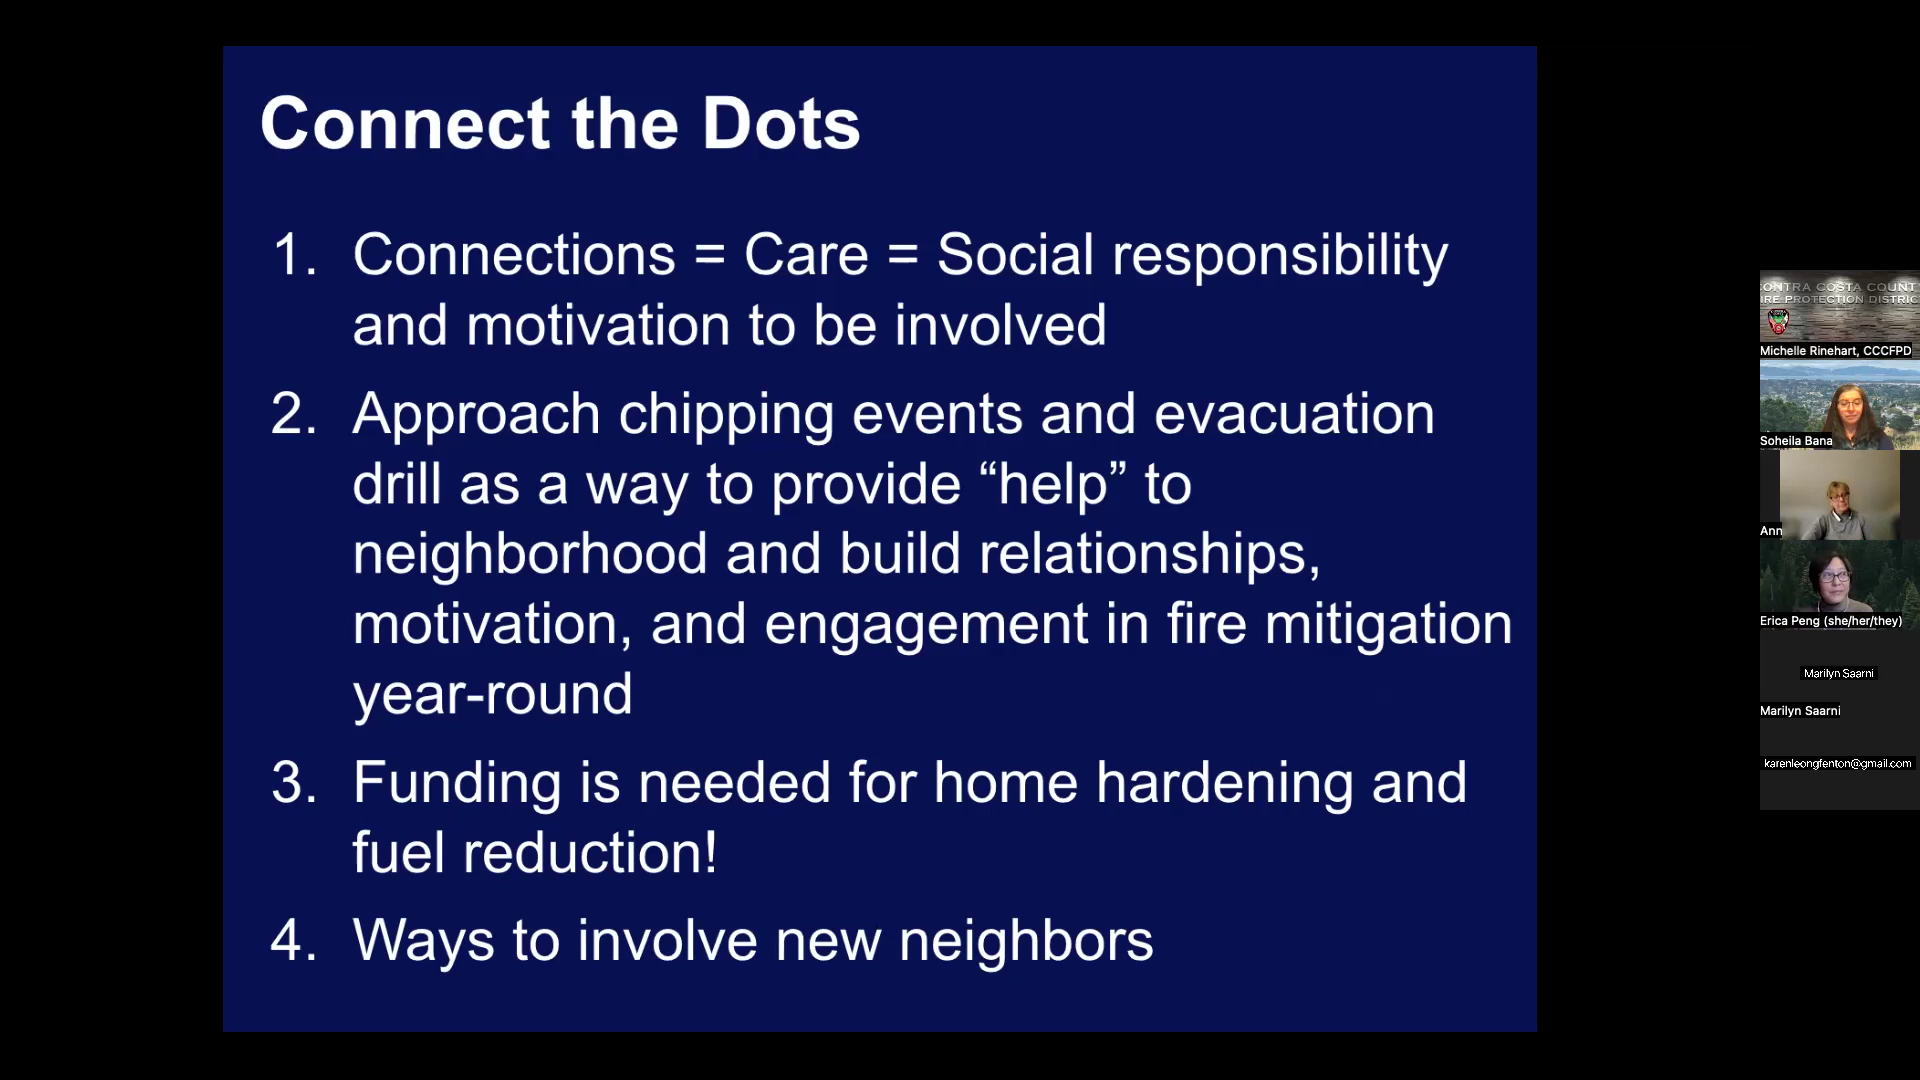 Connect the Dots
1. Connections = Care = Social responsibility
and motivation to be involved
2. Approach chipping events and evacuation
drill as a way to provide “help” to
neighborhood and build relationships,
motivation, and engagement in fire mitigation
year-round
3. Funding is needed for home hardening and
fuel reduction!
4. Ways to involve new neighbors
CONTRA COSTA COUNT
IRE PROTECTION DISTRIC
Michelle Rinehart, CCCFPD
Soheila Bana
Ann
Erica Peng (she/her/they)
Marilyn Saarni
Marilyn Saarni
karenleongfenton@gmail.com